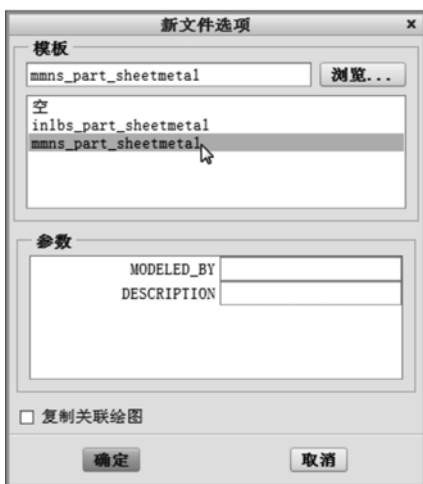 新文件选项 ×
模板
mmns_part_sheetmetal 浏览...
空
inlbs_part_sheetmetal
mmns_part_sheetmetal
参数
MODELED_BY
DESCRIPTION
复制关联绘图
确定 取消